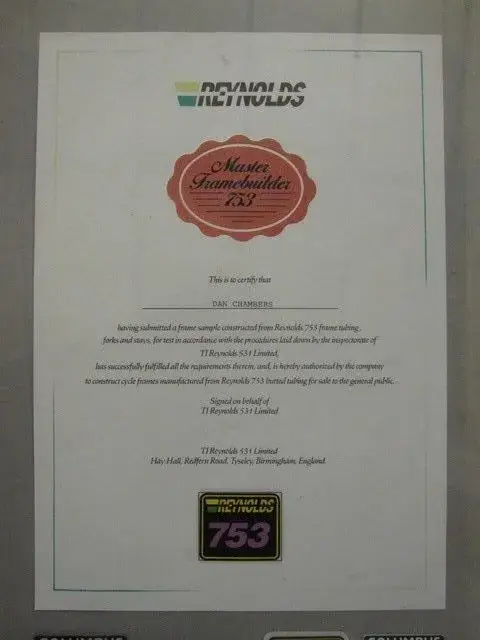 REYNOLDS
Master
Framebuilder
753
This is to certify that
DAN CHAMBERS
having submitted a frame sample constructed from Reynolds 753 frame tubing,
forks and stays, for test in accordance with the procedures laid down by the inspectorate of
TI Reynolds 531 Limited,
has successfully fulfilled all the requirements therein, and, is hereby authorized by the company
to construct cycle frames manufactured from Reynolds 753 butted tubing for sale to the general public.
Signed on behalf of
TI Reynolds 531 Limited
TI Reynolds 531 Limited
Hay Hall, Redfern Road, Tyseley, Birmingham, England.
REYNOLDS
753
COLUMBUS
COLUMBUS